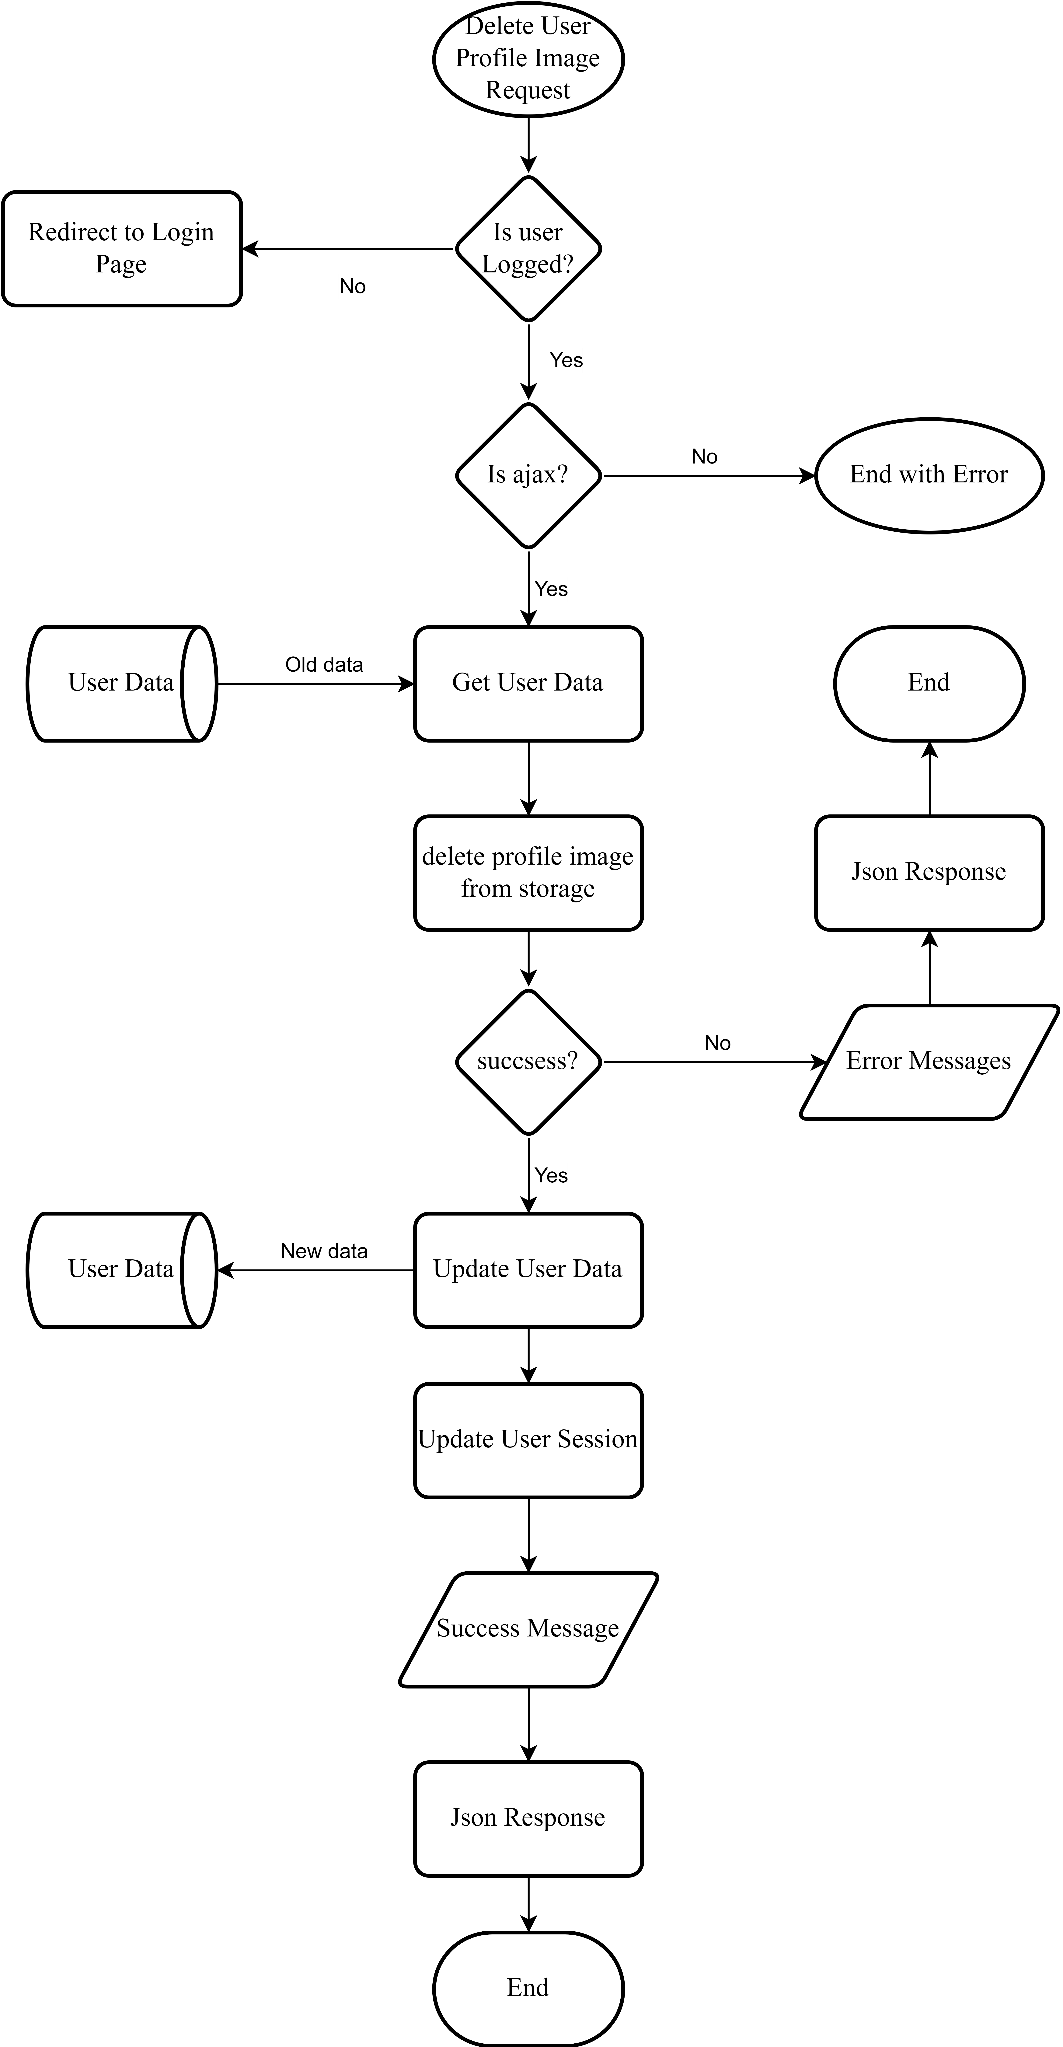 Delete User
Profile Image
Request
Is user
Logged?
Redirect to Login
Page
No
Yes
Is ajax?
No
End with Error
Yes
User Data
Old data
Get User Data
End
delete profile image
from storage
Json Response
succsess?
No
Error Messages
Yes
User Data
New data
Update User Data
Update User Session
Success Message
Json Response
End